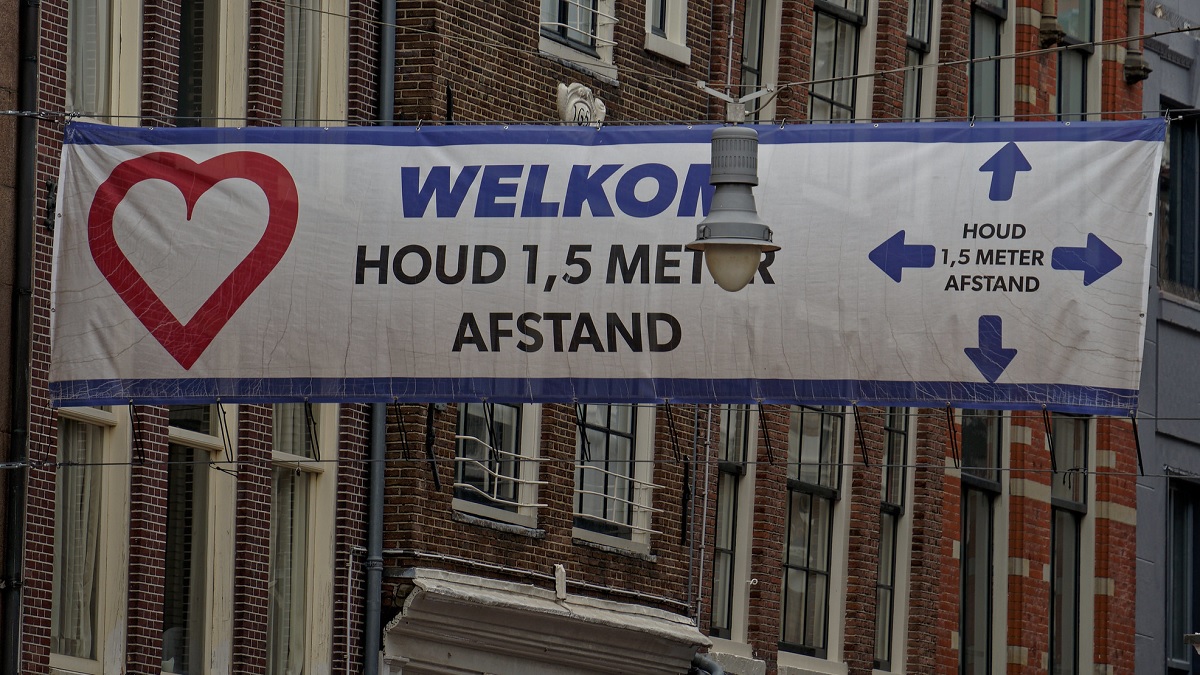 WELKOM
HOUD 1,5 METER
AFSTAND
HOUD
1,5 METER
AFSTAND